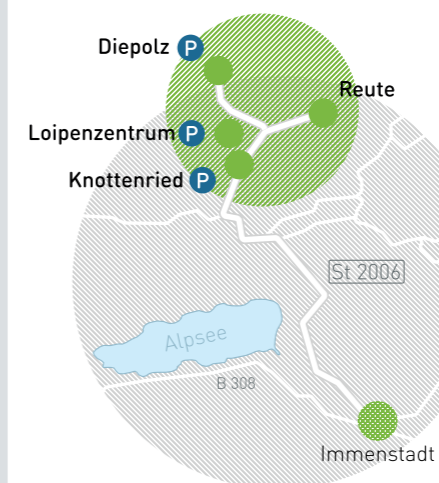 Diepolz P
Reute
Loipenzentrum P
Knottenried P
St 2006
Alpsee
B 308
Immenstadt